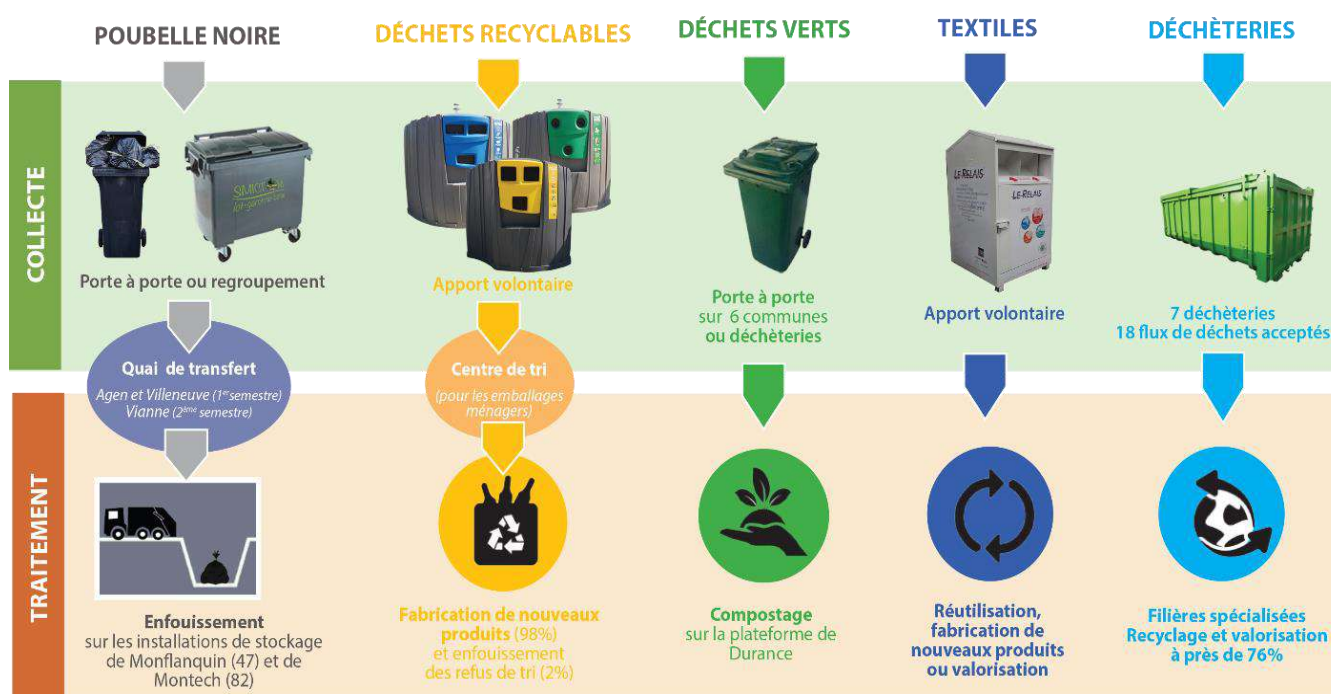 POUBELLE NOIRE
DÉCHETS RECYCLABLES
DÉCHETS VERTS
TEXTILES
DÉCHÈTERIES
COLLECTE
LE RELAIS
LE RELAIS
Porte à porte ou regroupement
Apport volontaire
Porte à porte
sur 6 communes
ou déchèteries
Apport volontaire
7 déchèteries
18 flux de déchets acceptés
Quai de transfert
Agen et Villeneuve (1er semestre)
Vianne (2ème semestre)
Centre de tri
(pour les emballages
ménagers)
TRAITEMENT
Enfouissement
sur les installations de stockage
de Monflanquin (47) et de
Montech (82)
Fabrication de nouveaux
produits (98%)
et enfouissement
des refus de tri (2%)
Compostage
sur la plateforme de
Durance
Réutilisation,
fabrication de
nouveaux produits
ou valorisation
Filières spécialisées
Recyclage et valorisation
à près de 76%